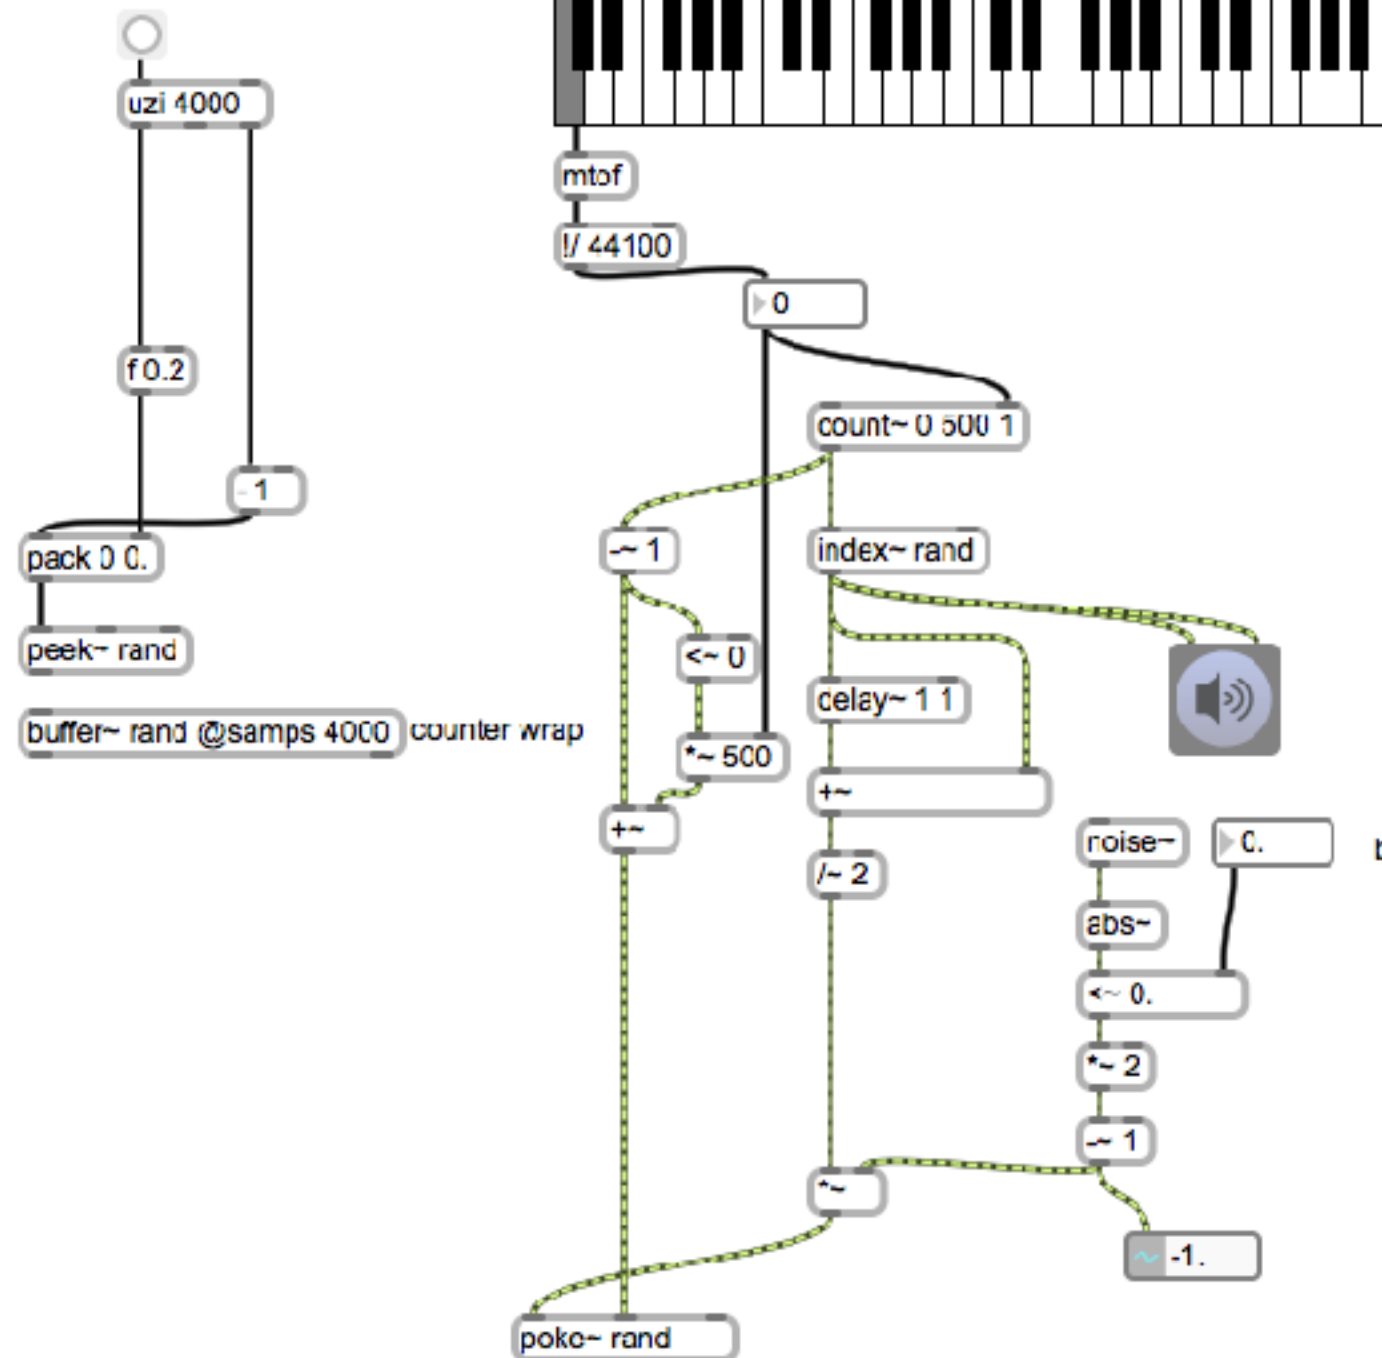 uzi 4000
mtof
!/ 44100
0
f 0.2
count~ 0 500 1
- 1
pack 0 0.
-~ 1
index~ rand
peek~ rand
<~ 0
delay~ 1 1
buffer~ rand @samps 4000
counter wrap
*~ 500
+~
+~
noise~
0.
b
/~ 2
abs~
<~ 0.
*~ 2
-~ 1
*~
-1.
poke~ rand